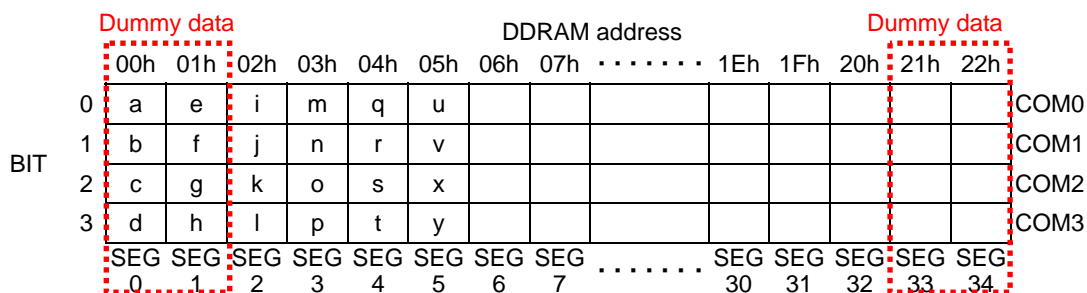 Dummy data DDRAM address Dummy data
00h 01h 02h 03h 04h 05h 06h 07h ······· 1Eh 1Fh 20h 21h 22h
0 a e i m q u COM0
1 b f j n r v COM1
BIT
2 c g k o s x COM2
3 d h l p t y COM3
SEG SEG SEG SEG SEG SEG SEG SEG ······· SEG SEG SEG SEG SEG
0 1 2 3 4 5 6 7 30 31 32 33 34